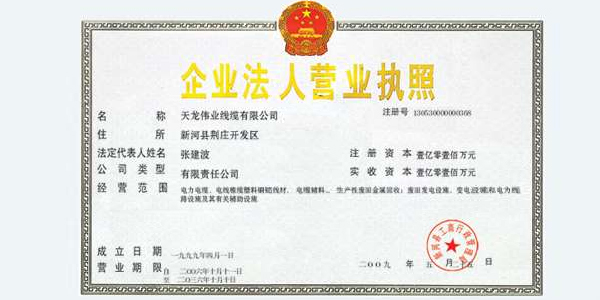 企业法人营业执照
注册号 130530000000368
名称 天龙伟业线缆有限公司
住所 新河县荆庄开发区
法定代表人姓名 张建波 注册资本 壹亿零壹佰万元
公司类型 有限责任公司 实收资本 壹亿零壹佰万元
经营范围 电力电缆、电线橡缆塑料铜铝线材、电缆辅料。、生产性废旧金属回收；废旧发电设施、变电设施和电力线
路设施及其有关辅助设施
成立日期 一九九九年四月一日
营业期限 自 二00六年十月十一日
至 二0三六年十月十日
二00九 年 五 月 二十五 日
新河县工商行政管理局